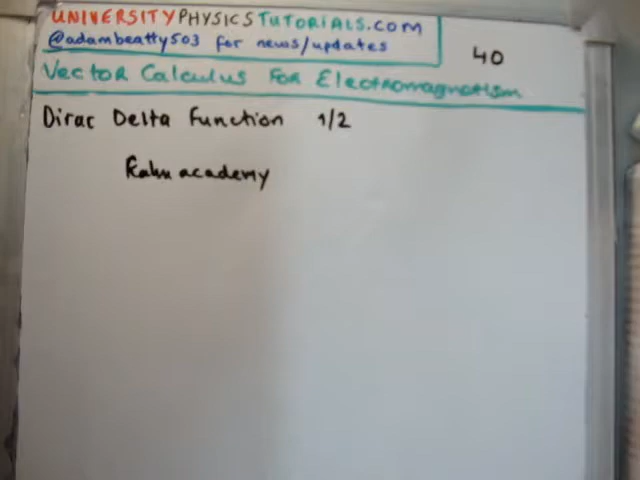 UNIVERSITYPHYSICSTUTORIALS.COM
@adambeatty503 for news/updates
40
Vector Calculus For Electromagnetism
Dirac Delta Function 1/2
Kahn academy